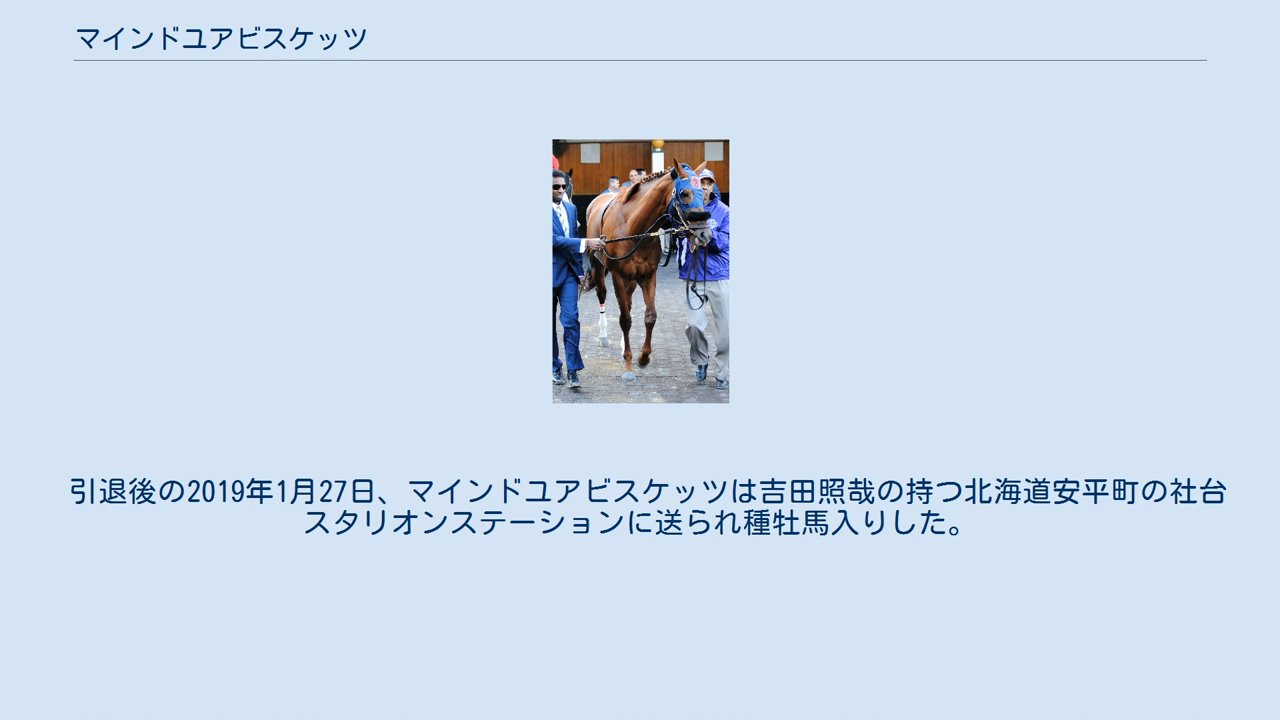 マインドユアビスケッツ
引退後の2019年1月27日、マインドユアビスケッツは吉田照哉の持つ北海道安平町の社台
スタリオンステーションに送られ種牡馬入りした。